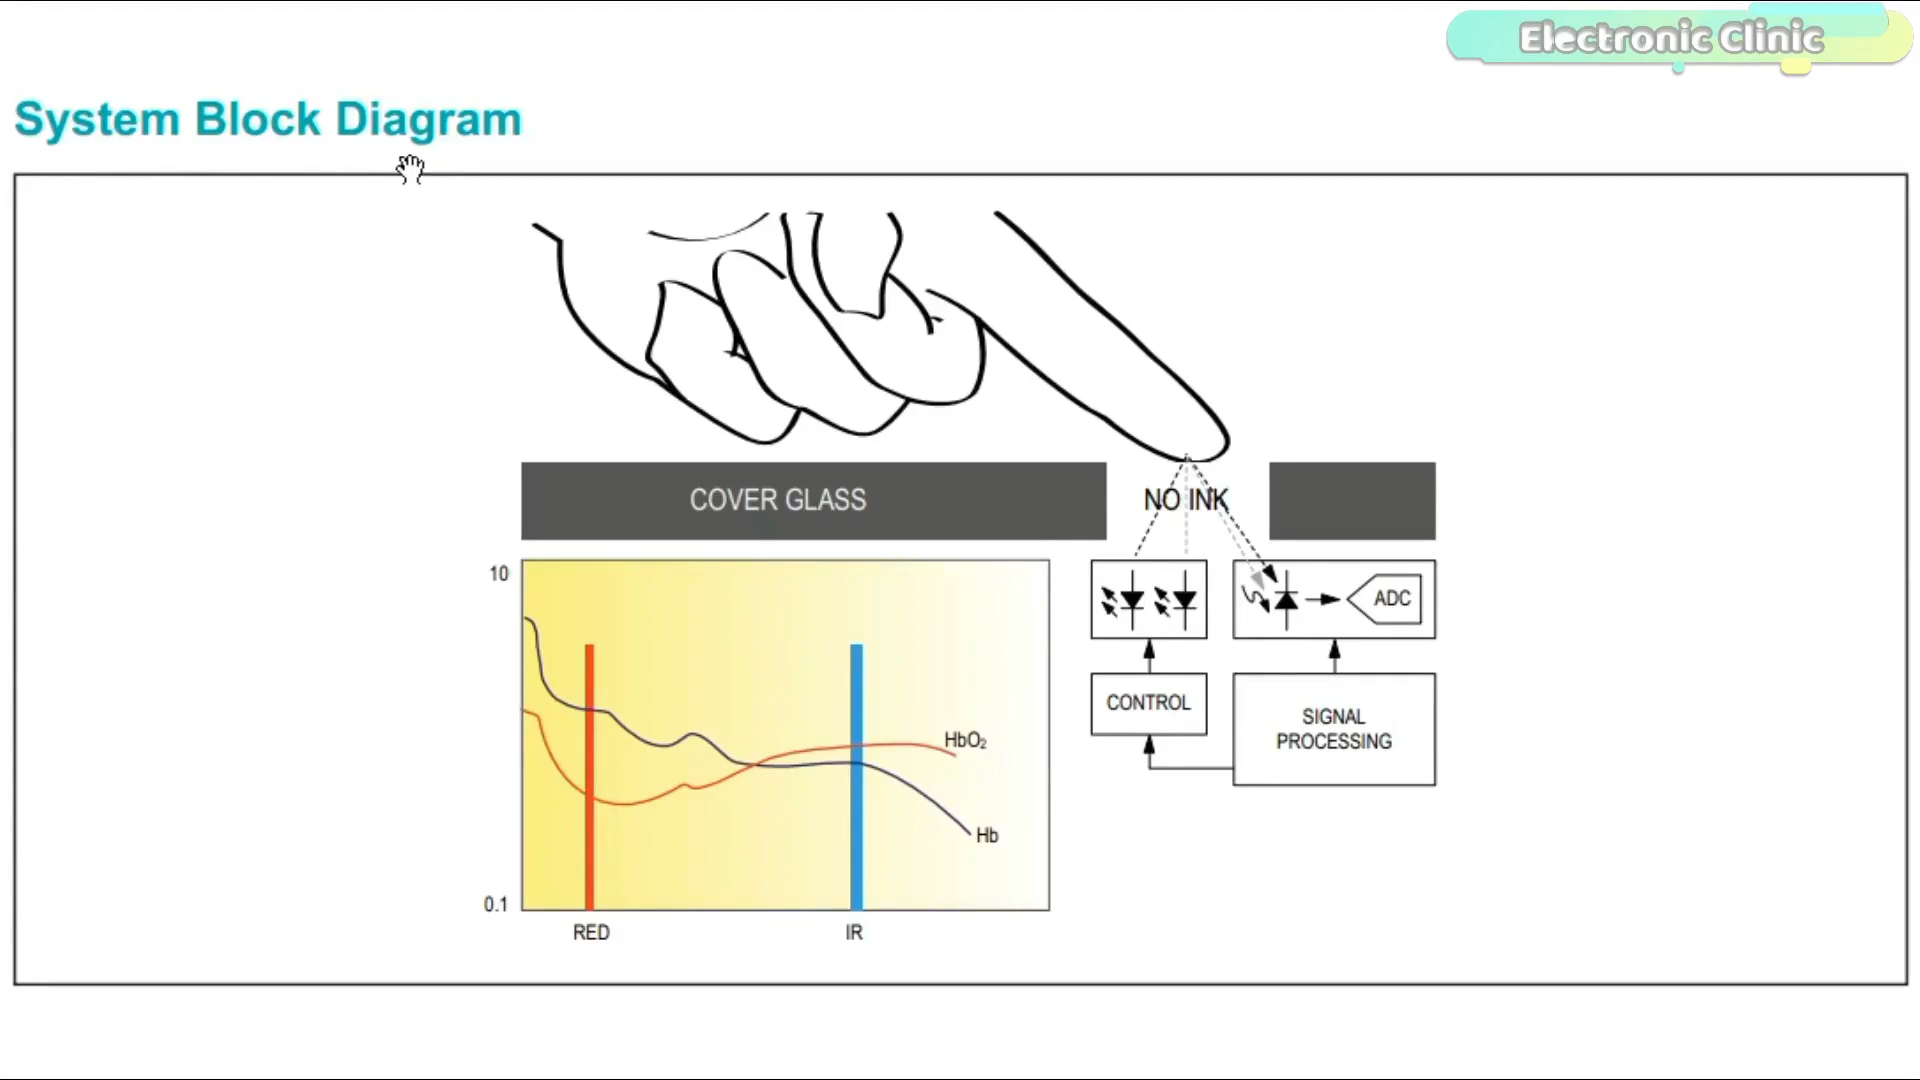 Electronic Clinic
System Block Diagram
COVER GLASS
NO INK
10
ADC
CONTROL
SIGNAL
PROCESSING
HbO₂
Hb
0.1
RED
IR